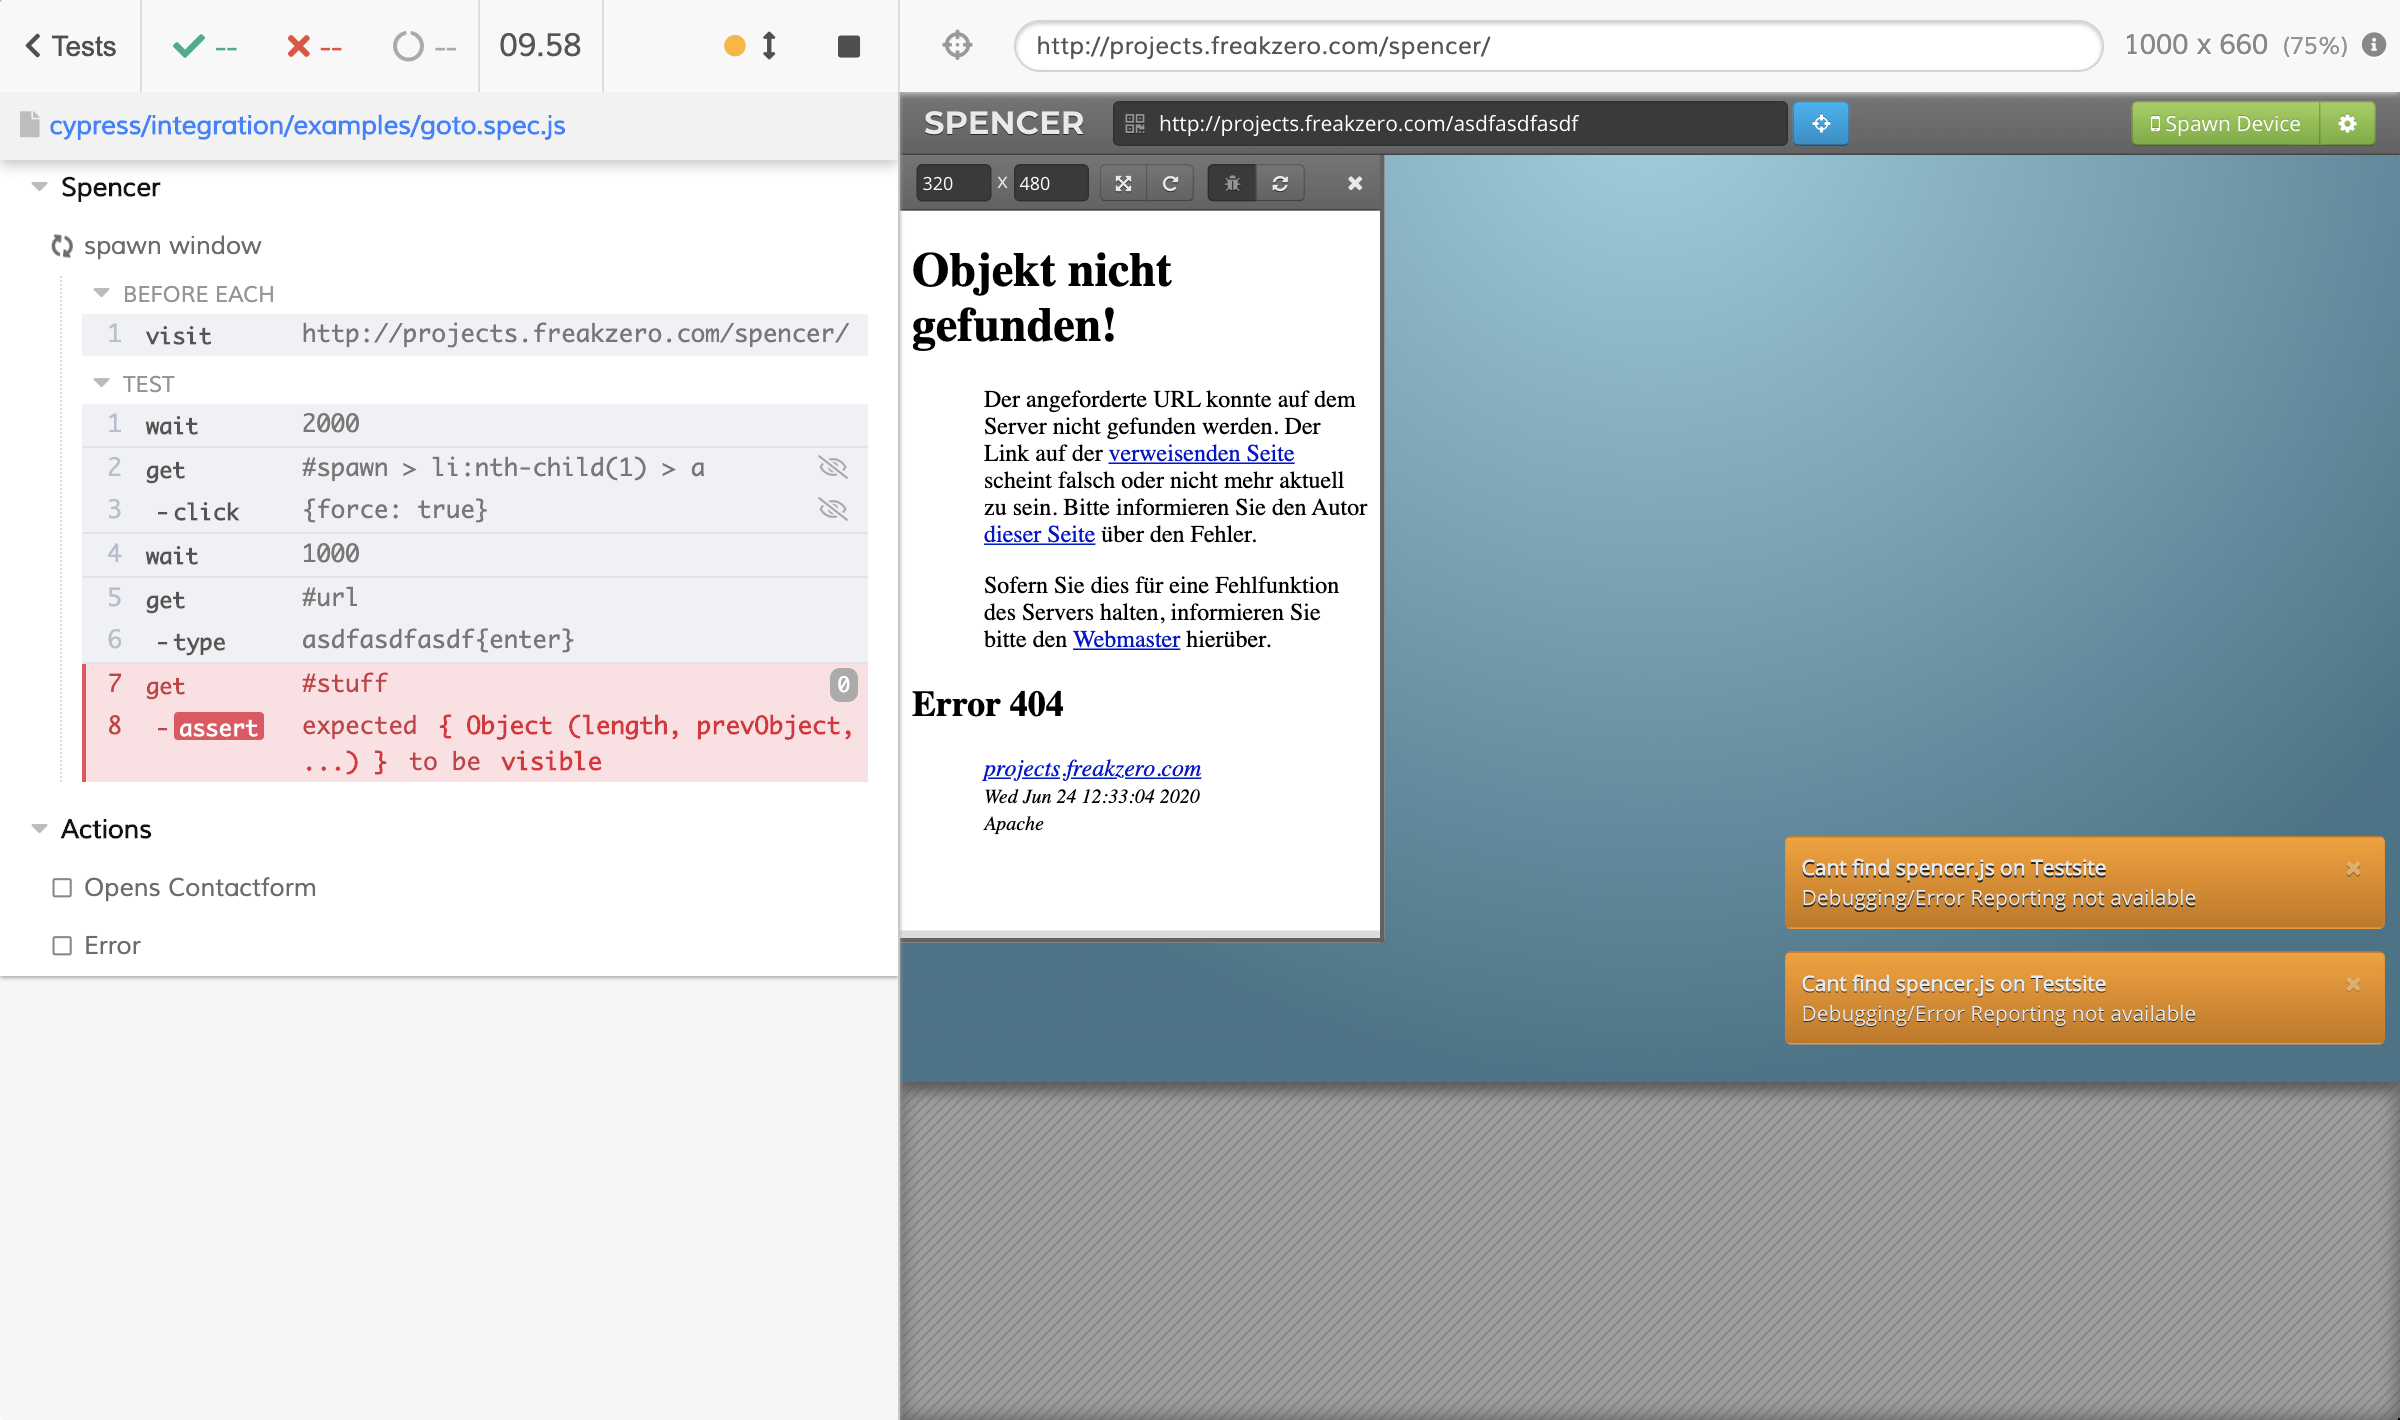 Tests -- -- -- 09.58
http://projects.freakzero.com/spencer/
1000 x 660 (75%)
cypress/integration/examples/goto.spec.js
Spencer
spawn window
BEFORE EACH
1 visit http://projects.freakzero.com/spencer/
TEST
1 wait 2000
2 get #spawn > li:nth-child(1) > a
3 -click {force: true}
4 wait 1000
5 get #url
6 -type asdfasdfasdf{enter}
7 get #stuff 0
8 -assert expected { Object (length, prevObject,
...) } to be visible
Actions
Opens Contactform
Error
SPENCER
http://projects.freakzero.com/asdfasdfasdf
Spawn Device
320 X 480
Objekt nicht
gefunden!
Der angeforderte URL konnte auf dem
Server nicht gefunden werden. Der
Link auf der verweisenden Seite
scheint falsch oder nicht mehr aktuell
zu sein. Bitte informieren Sie den Autor
dieser Seite über den Fehler.
Sofern Sie dies für eine Fehlfunktion
des Servers halten, informieren Sie
bitte den Webmaster hierüber.
Error 404
projects.freakzero.com
Wed Jun 24 12:33:04 2020
Apache
Cant find spencer.js on Testsite
Debugging/Error Reporting not available
Cant find spencer.js on Testsite
Debugging/Error Reporting not available